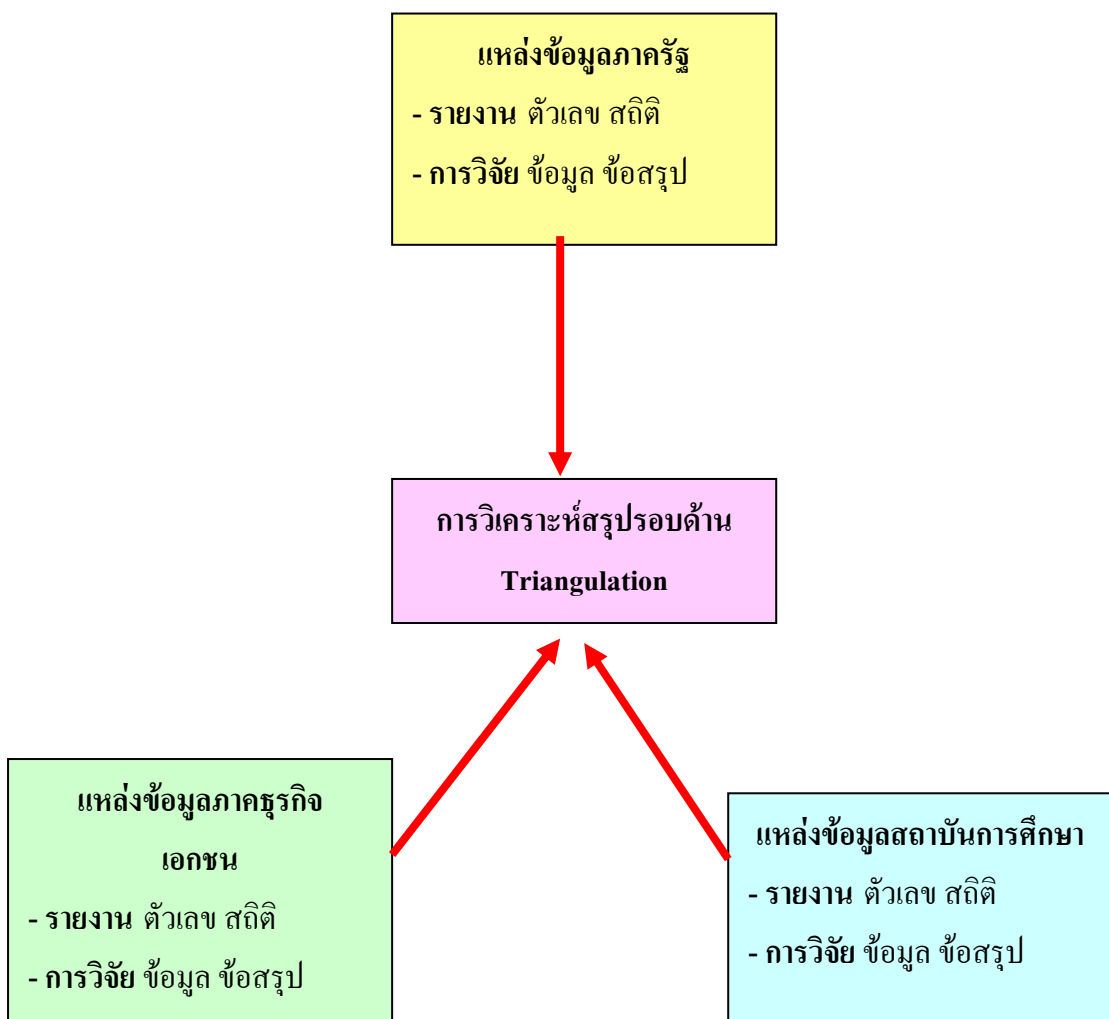 แหล่งข้อมูลภาครัฐ
- รายงาน ตัวเลข สถิติ
- การวิจัย ข้อมูล ข้อสรุป
การวิเคราะห์สรุปรอบด้าน
Triangulation
แหล่งข้อมูลภาคธุรกิจ
เอกชน
- รายงาน ตัวเลข สถิติ
- การวิจัย ข้อมูล ข้อสรุป
แหล่งข้อมูลสถาบันการศึกษา
- รายงาน ตัวเลข สถิติ
- การวิจัย ข้อมูล ข้อสรุป